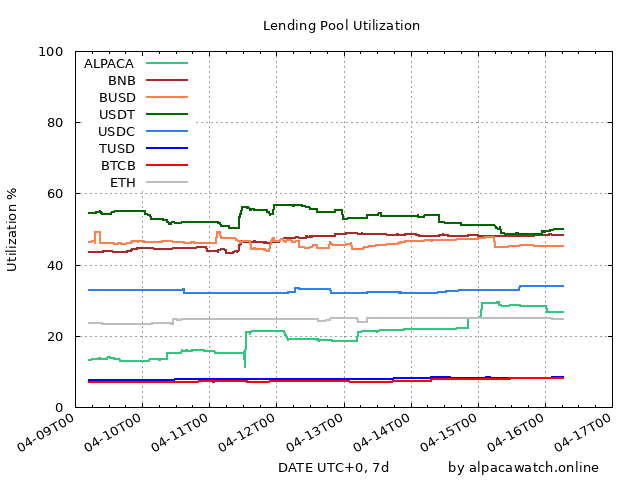 Lending Pool Utilization
100
80
60
40
20
0
Utilization %
ALPACA
BNB
BUSD
USDT
USDC
TUSD
BTCB
ETH
04-09T00
04-10T00
04-11T00
04-12T00
04-13T00
04-14T00
04-15T00
04-16T00
04-17T00
DATE UTC+0, 7d
by alpacawatch.online